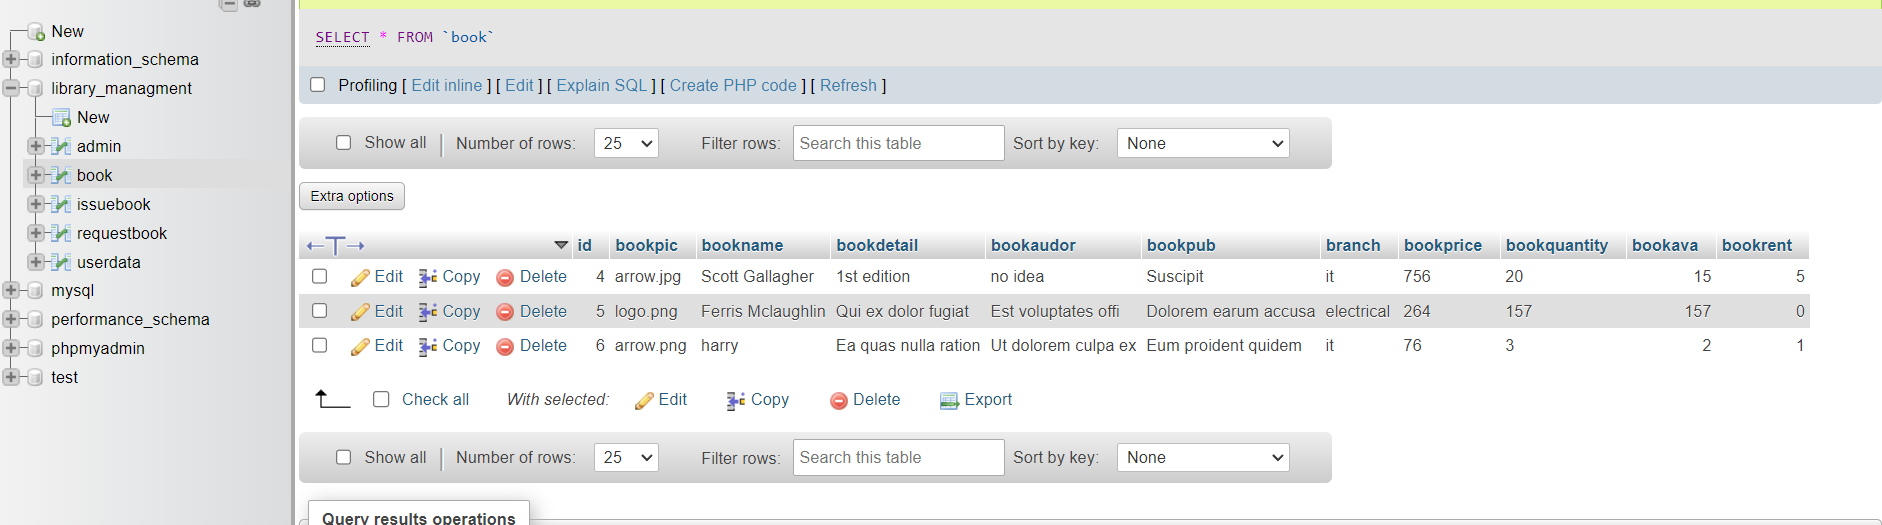 New
information_schema
library_managment
New
admin
book
issuebook
requestbook
userdata
mysql
performance_schema
phpmyadmin
test
SELECT * FROM `book`
Profiling [ Edit inline ] [ Edit ] [ Explain SQL ] [ Create PHP code ] [ Refresh ]
Show all Number of rows: 25 Filter rows: Search this table Sort by key: None
Extra options
id bookpic bookname bookdetail bookaudor bookpub branch bookprice bookquantity bookava bookrent
Edit Copy Delete 4 arrow.jpg Scott Gallagher 1st edition no idea Suscipit it 756 20 15 5
Edit Copy Delete 5 logo.png Ferris Mclaughlin Qui ex dolor fugiat Est voluptates offi Dolorem earum accusa electrical 264 157 157 0
Edit Copy Delete 6 arrow.png harry Ea quas nulla ration Ut dolorem culpa ex Eum proident quidem it 76 3 2 1
Check all With selected: Edit Copy Delete Export
Show all Number of rows: 25 Filter rows: Search this table Sort by key: None
Query results operations